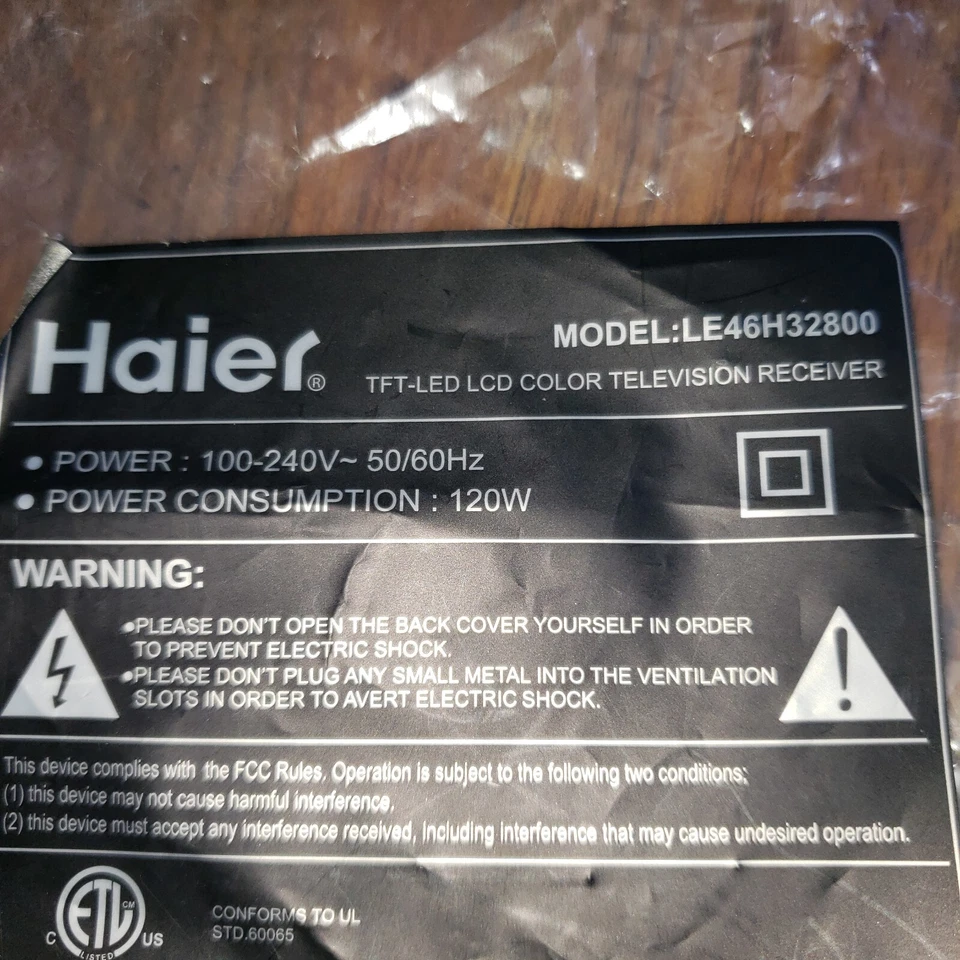 Haier®
MODEL:LE46H32800
TFT-LED LCD COLOR TELEVISION RECEIVER
• POWER : 100-240V~ 50/60Hz
• POWER CONSUMPTION : 120W
WARNING:
•PLEASE DON'T OPEN THE BACK COVER YOURSELF IN ORDER
TO PREVENT ELECTRIC SHOCK.
•PLEASE DON'T PLUG ANY SMALL METAL INTO THE VENTILATION
SLOTS IN ORDER TO AVERT ELECTRIC SHOCK.
This device complies with the FCC Rules, Operation is subject to the following two conditions;
(1) this device may not cause harmful interference,
(2) this device must accept any interference received, including interference that may cause undesired operation.
C ETL CM US
LISTED
CONFORMS TO UL
STD.60065